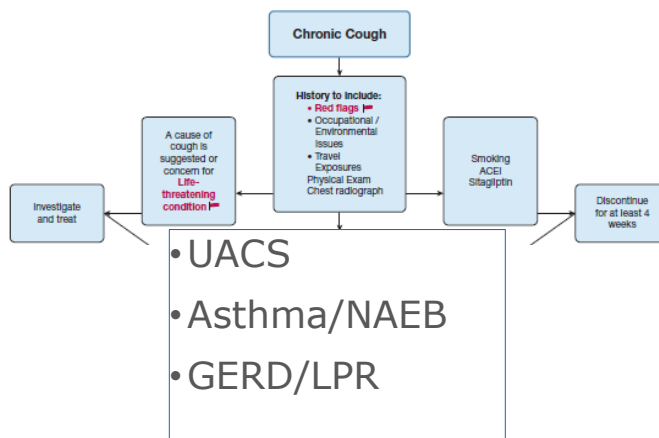 Chronic Cough
History to Include:
• Red flags
• Occupational /
Environmental
Issues
• Travel
Exposures
Physical Exam
Chest radiograph
A cause of
cough is
suggested or
concern for
Life-
threatening
condition
Smoking
ACEI
Sitagliptin
Investigate
and treat
Discontinue
for at least 4
weeks
• UACS
• Asthma/NAEB
• GERD/LPR